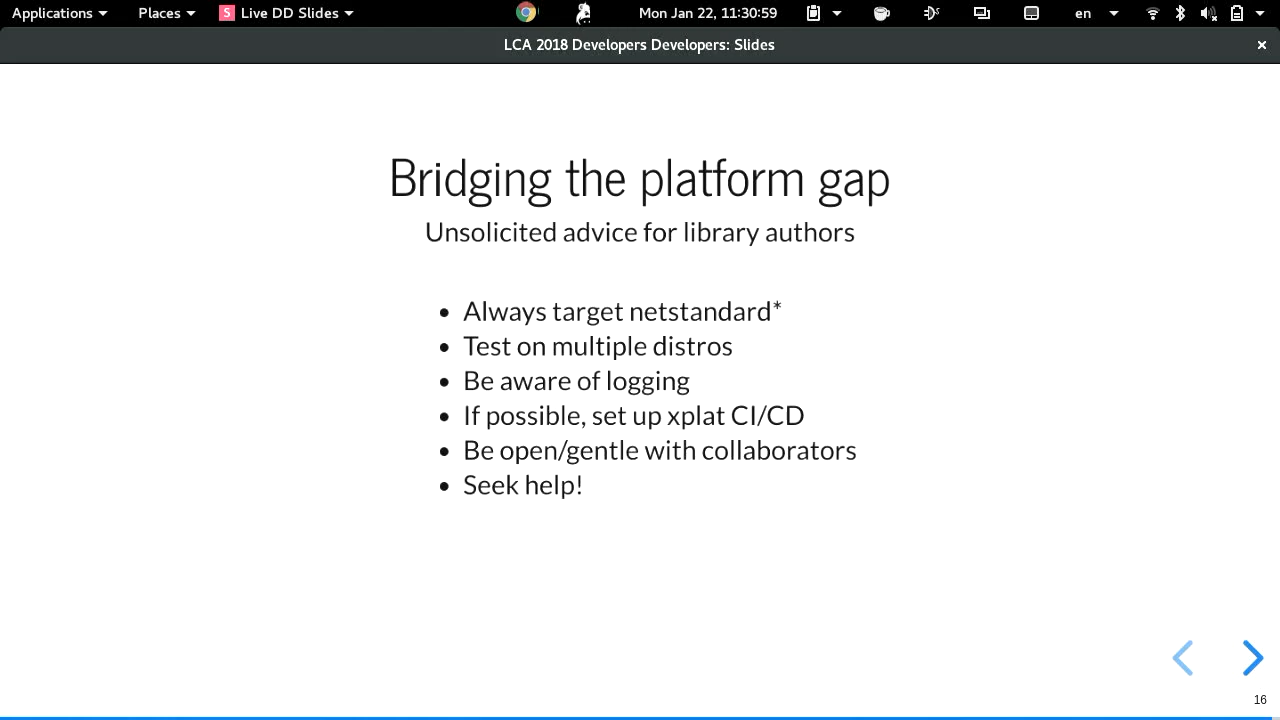 Applications Places S Live DD Slides Mon Jan 22, 11:30:59 en
LCA 2018 Developers Developers: Slides ×
Bridging the platform gap
Unsolicited advice for library authors
• Always target netstandard*
• Test on multiple distros
• Be aware of logging
• If possible, set up xplat CI/CD
• Be open/gentle with collaborators
• Seek help!
16